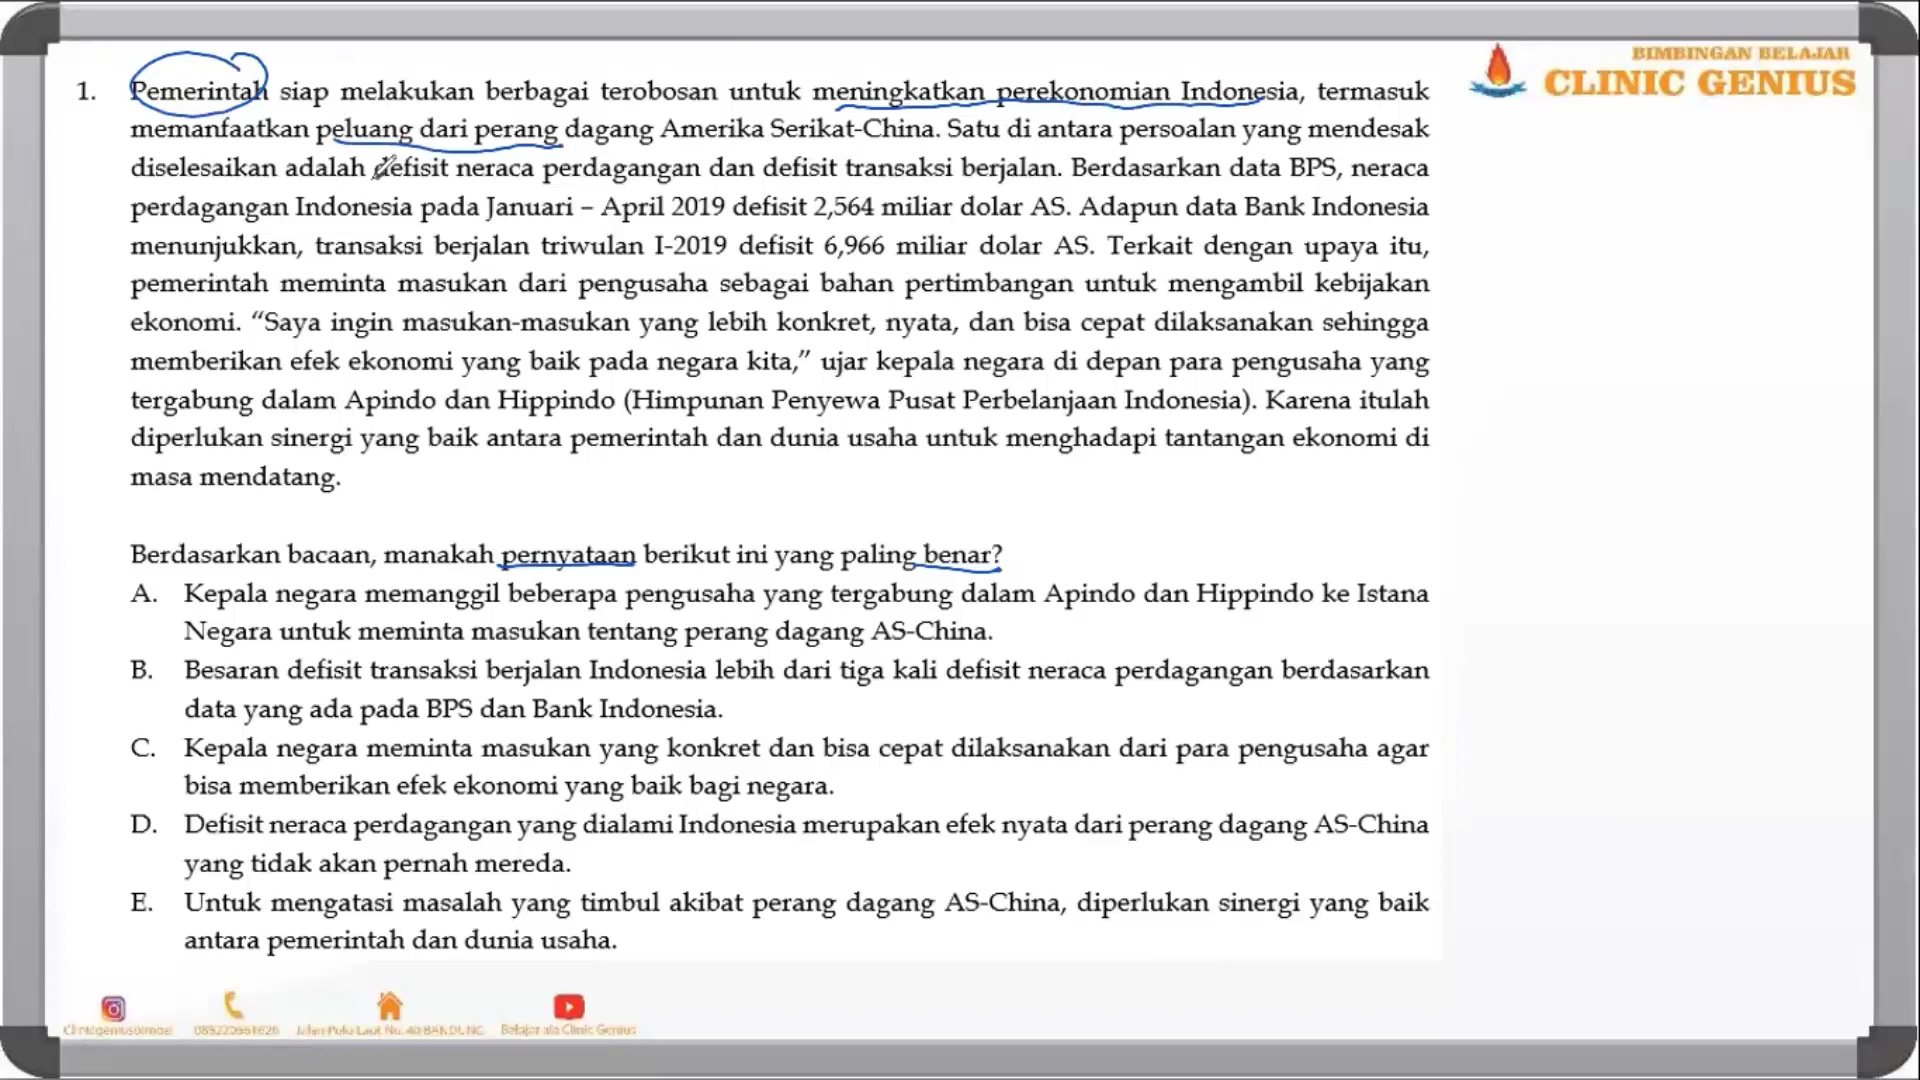 BIMBINGAN BELAJAR
CLINIC GENIUS
1. Pemerintah siap melakukan berbagai terobosan untuk meningkatkan perekonomian Indonesia, termasuk
memanfaatkan peluang dari perang dagang Amerika Serikat-China. Satu di antara persoalan yang mendesak
diselesaikan adalah defisit neraca perdagangan dan defisit transaksi berjalan. Berdasarkan data BPS, neraca
perdagangan Indonesia pada Januari – April 2019 defisit 2,564 miliar dolar AS. Adapun data Bank Indonesia
menunjukkan, transaksi berjalan triwulan I-2019 defisit 6,966 miliar dolar AS. Terkait dengan upaya itu,
pemerintah meminta masukan dari pengusaha sebagai bahan pertimbangan untuk mengambil kebijakan
ekonomi. “Saya ingin masukan-masukan yang lebih konkret, nyata, dan bisa cepat dilaksanakan sehingga
memberikan efek ekonomi yang baik pada negara kita,” ujar kepala negara di depan para pengusaha yang
tergabung dalam Apindo dan Hippindo (Himpunan Penyewa Pusat Perbelanjaan Indonesia). Karena itulah
diperlukan sinergi yang baik antara pemerintah dan dunia usaha untuk menghadapi tantangan ekonomi di
masa mendatang.
Berdasarkan bacaan, manakah pernyataan berikut ini yang paling benar?
A. Kepala negara memanggil beberapa pengusaha yang tergabung dalam Apindo dan Hippindo ke Istana
Negara untuk meminta masukan tentang perang dagang AS-China.
B. Besaran defisit transaksi berjalan Indonesia lebih dari tiga kali defisit neraca perdagangan berdasarkan
data yang ada pada BPS dan Bank Indonesia.
C. Kepala negara meminta masukan yang konkret dan bisa cepat dilaksanakan dari para pengusaha agar
bisa memberikan efek ekonomi yang baik bagi negara.
D. Defisit neraca perdagangan yang dialami Indonesia merupakan efek nyata dari perang dagang AS-China
yang tidak akan pernah mereda.
E. Untuk mengatasi masalah yang timbul akibat perang dagang AS-China, diperlukan sinergi yang baik
antara pemerintah dan dunia usaha.
Belajar ala Clinic Genius